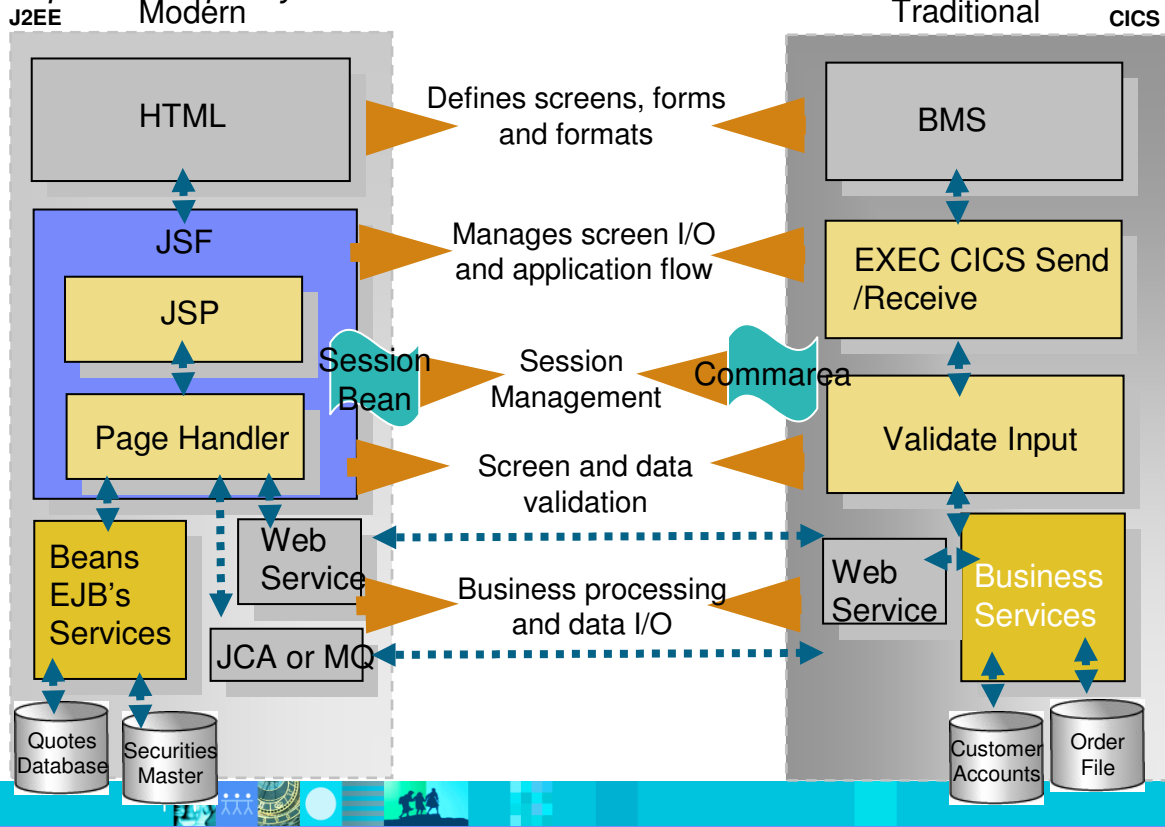 J2EE
Modern
Traditional
CICS
HTML
Defines screens, forms
and formats
BMS
JSF
JSP
Manages screen I/O
and application flow
EXEC CICS Send
/Receive
Session
Bean
Session
Management
Commarea
Page Handler
Screen and data
validation
Validate Input
Beans
EJB's
Services
Web
Service
JCA or MQ
Business processing
and data I/O
Web
Service
Business
Services
Quotes
Database
Securities
Master
Customer
Accounts
Order
File